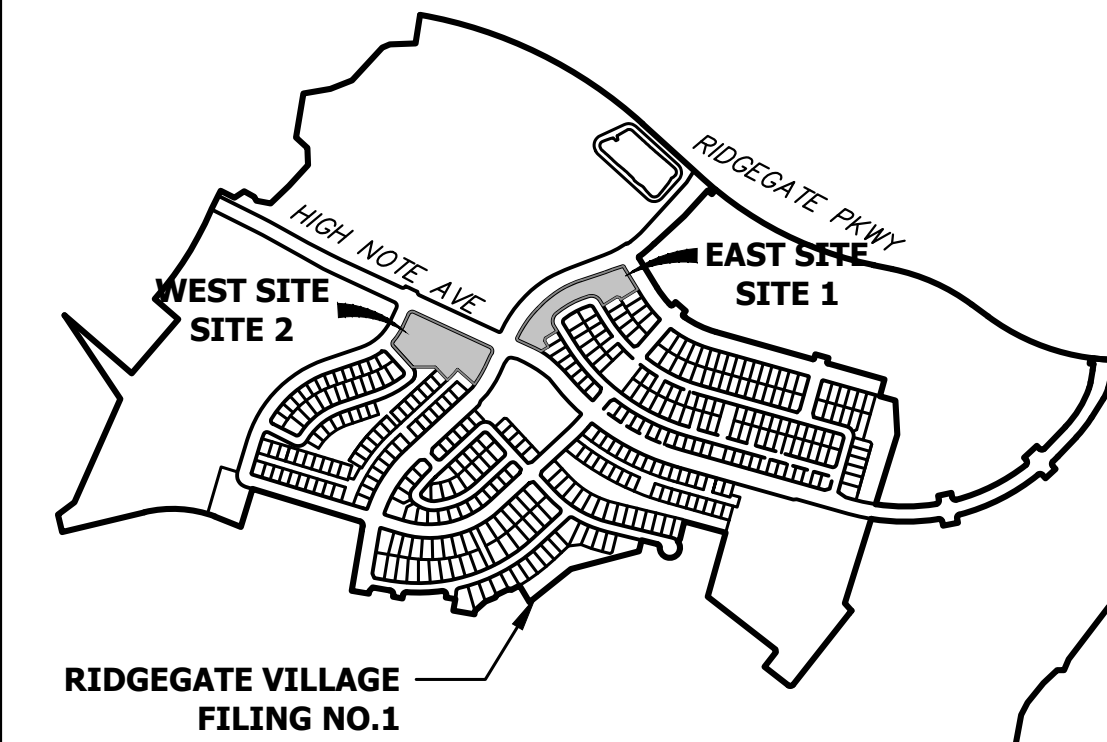 RIDGEGATE PKWY
HIGH NOTE AVE
EAST SITE
SITE 1
WEST SITE
SITE 2
RIDGEGATE VILLAGE
FILING NO.1